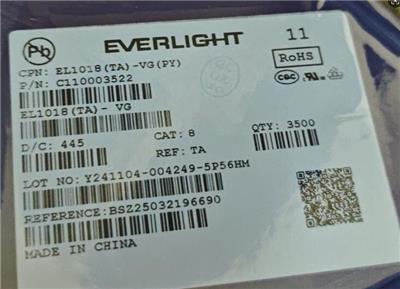 Pb
EVERLIGHT
11
RoHS
CPN: EL1018(TA)-VG(PY)
P/N: C110003522
EL1018(TA)- VG
D/C: 445
CAT: 8
QTY: 3500
REF: TA
LOT NO: Y241104-004249-5P56HM
REFERENCE: BSZ25032196690
MADE IN CHINA